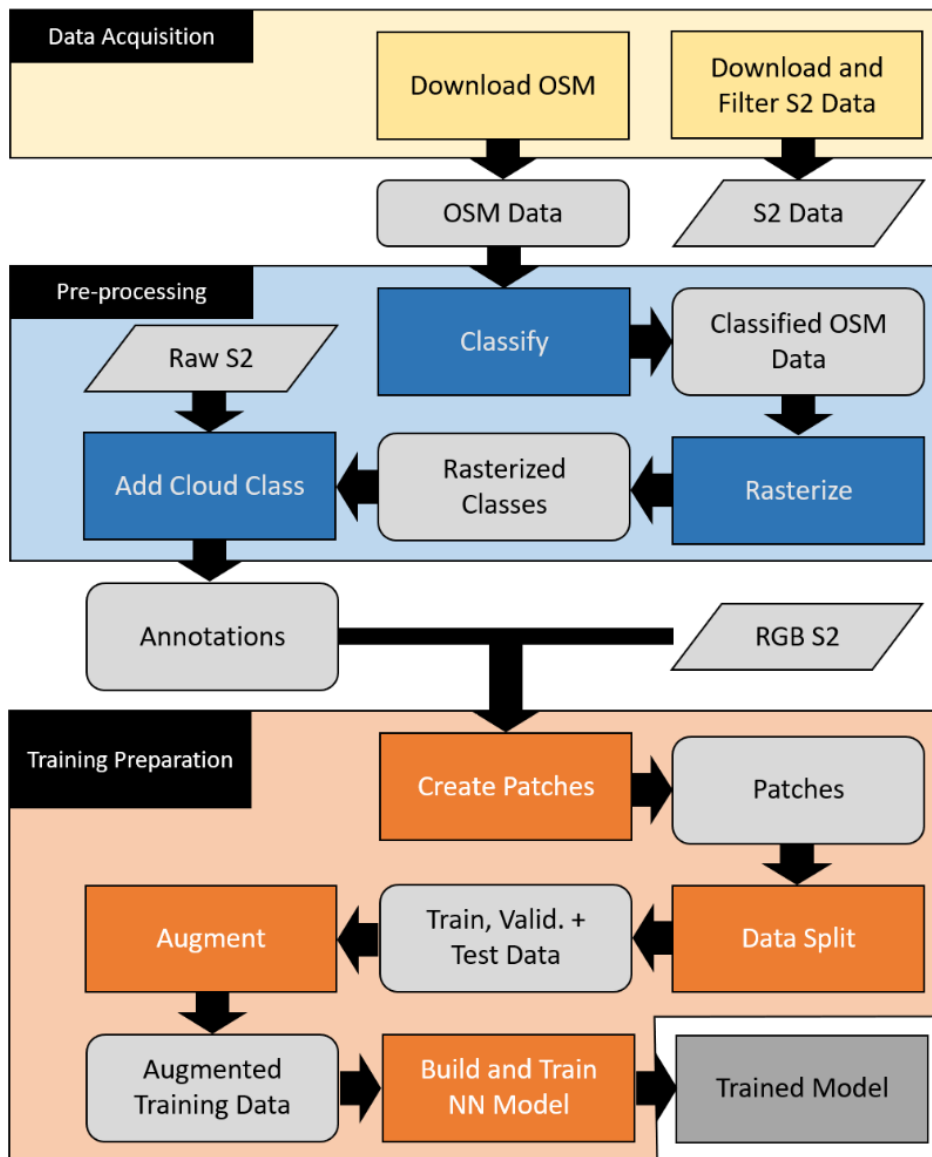 Data Acquisition
Download OSM
Download and
Filter S2 Data
OSM Data
S2 Data
Pre-processing
Classify
Classified OSM
Data
Raw S2
Add Cloud Class
Rasterized
Classes
Rasterize
Annotations
RGB S2
Training Preparation
Create Patches
Patches
Augment
Train, Valid. +
Test Data
Data Split
Augmented
Training Data
Build and Train
NN Model
Trained Model